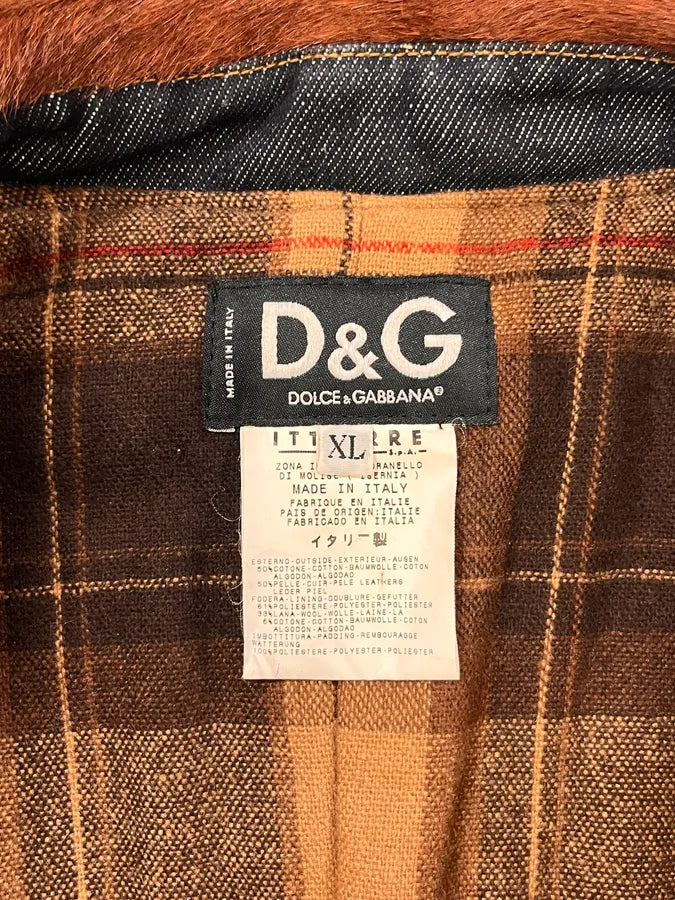 MADE IN ITALY
D&G
DOLCE & GABBANA
XL
S.p.A.
ZONA
DI MOLISE
MADE IN ITALY
FABRIQUE EN ITALIE
PAIS DE ORIGEN:ITALIE
FABRICADO EN ITALIA
イタリー製
ESTERNO-OUTSIDE-EXTERIEUR-AUSEN
50%COTONE-COTTON-BAUMWOLLE-COTON
ALGODON-ALGODAO
50%PELLE-CUIR-PELE LEATHERS
LEDER PIEL
FODERA-LINING-DOUBLURE-GEFUTTER
61%POLIESTERE-POLYESTER-POLIESTER
33%LANA-WOOL-WOLLE-LAINE-LA
6%COTONE-COTTON-BAUMWOLLE-COTON
ALGODON-ALGODAO
IMBOTTITURA-PADDING-REMBOURAGGE
WATTERUNG
100%POLIESTERE-POLYESTER-POLIESTER